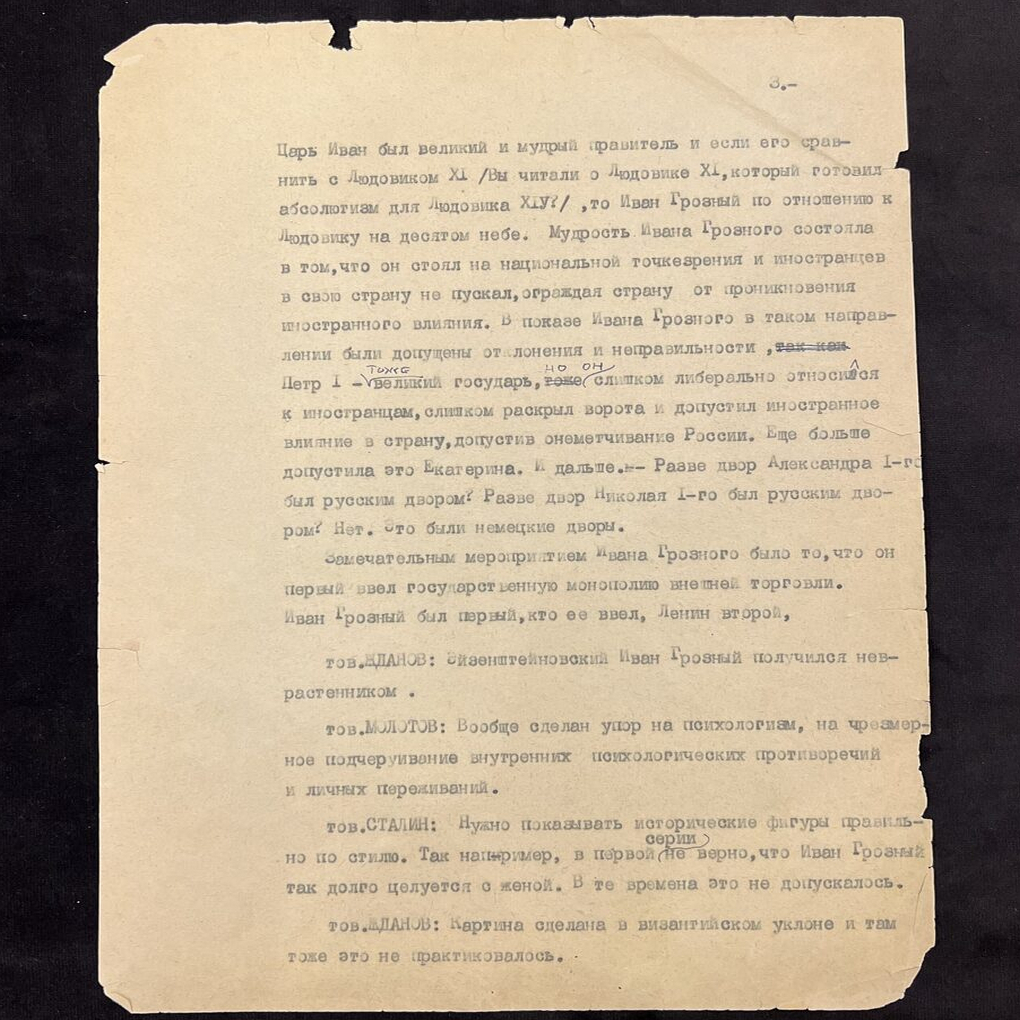 3.-
Царь Иван был великий и мудрый правитель и если его срав-
нить с Людовиком XI /Вы читали о Людовике XI,который готовил
абсолютизм для Людовика XIУ?/ ,то Иван Грозный по отношению к
Людовику на десятом небе. Мудрость Ивана Грозного состояла
в том,что он стоял на национальной точкезрения и иностранцев
в свою страну не пускал,ограждая страну от проникновения
иностранного влияния. В показе Ивана Грозного в таком направ-
лении были допущены отклонения и неправильности ,так как
тоже но он
Петр I - великий государь,тоже слишком либерально относился
к иностранцам,слишком раскрыл ворота и допустил иностранное
влияние в страну,допустив онемечивание России. Еще больше
допустила это Екатерина. И дальше.-- Разве двор Александра I-го
был русским двором? Разве двор Николая I-го был русским дво-
ром? Нет. Это были немецкие дворы.
Замечательным мероприятием Ивана Грозного было то,что он
первый ввел государственную монополию внешней торговли.
Иван Грозный был первый,кто ее ввел, Ленин второй,
тов.ЖДАНОВ: Эйзенштейновский Иван Грозный получился нев-
растенником .
тов.МОЛОТОВ: Вообще сделан упор на психологизм, на чрезмер-
ное подчеруивание внутренних психологических противоречий
и личных переживаний.
тов.СТАЛИН: Нужно показывать исторические фигуры правиль-
серии
но по стилю. Так например, в первой не верно,что Иван Грозный
так долго целуется с женой. В те времена это не допускалось.
тов.ЖДАНОВ: Картина сделана в византийском уклоне и там
тоже это не практиковалось.